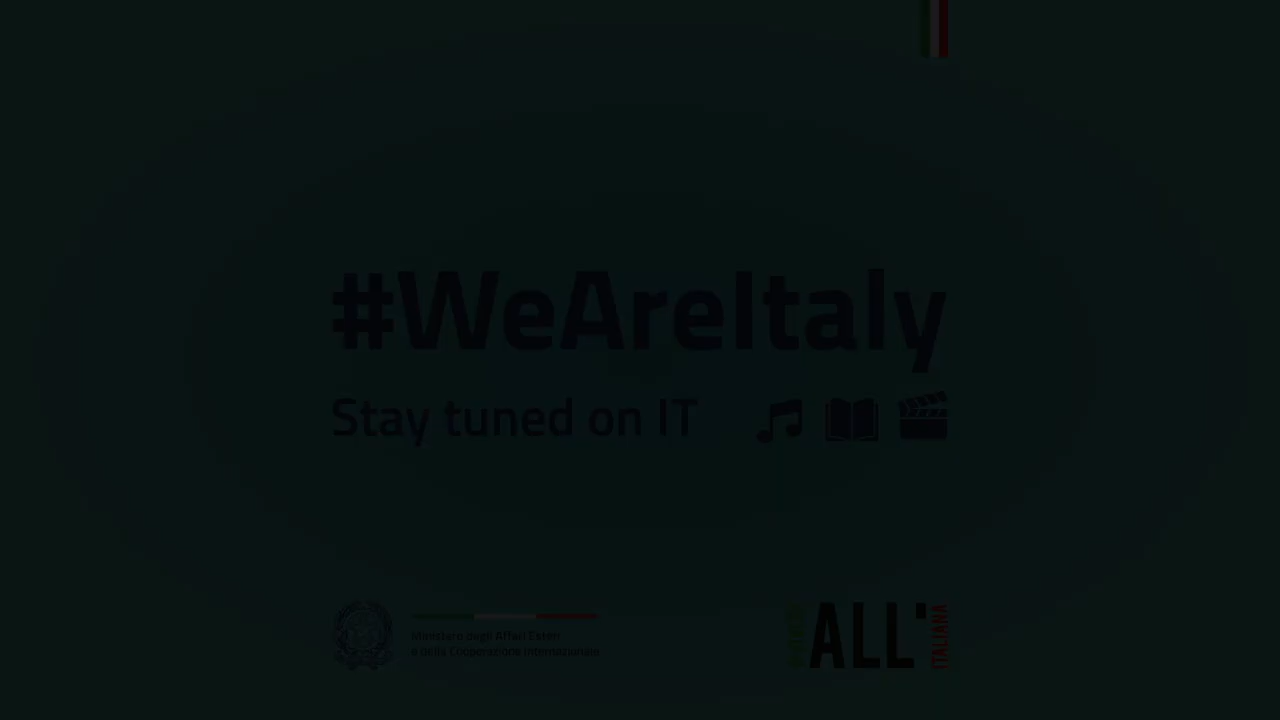 #WeAreItaly
Stay tuned on IT
Ministero degli Affari Esteri
e della Cooperazione Internazionale
ALL'
ITALIANA